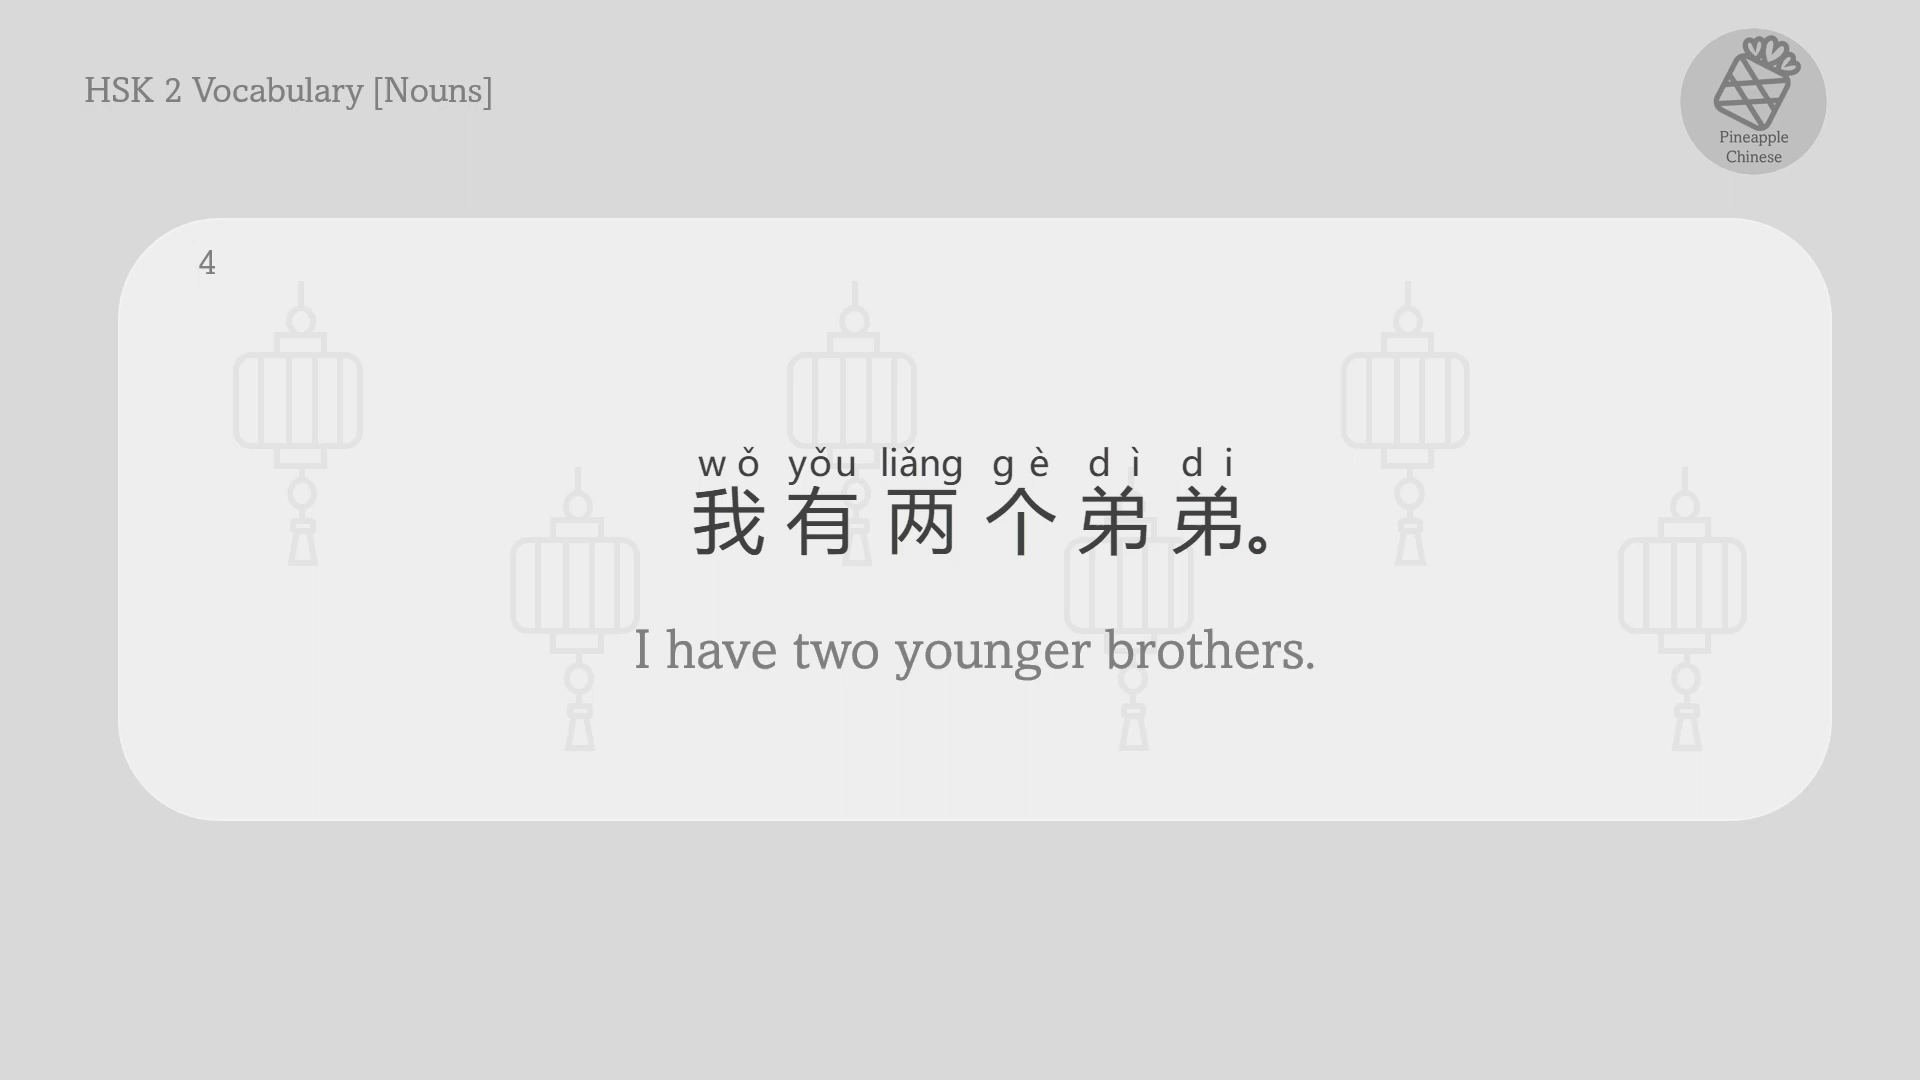 HSK 2 Vocabulary [Nouns]
Pineapple
Chinese
4
wǒ yǒu liǎng gè dì di
我有两个弟弟。
I have two younger brothers.